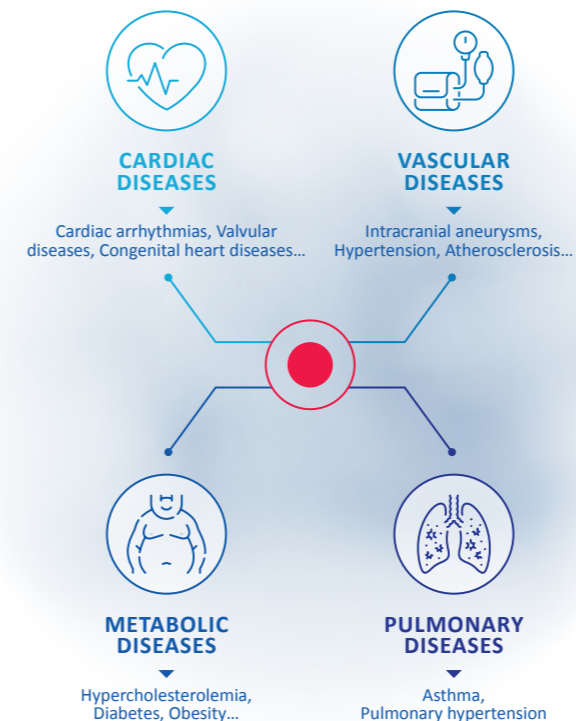 CARDIAC
DISEASES
Cardiac arrhythmias, Valvular
diseases, Congenital heart diseases...
VASCULAR
DISEASES
Intracranial aneurysms,
Hypertension, Atherosclerosis...
METABOLIC
DISEASES
Hypercholesterolemia,
Diabetes, Obesity...
PULMONARY
DISEASES
Asthma,
Pulmonary hypertension